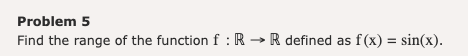 Problem 5
Find the range of the function f : ℝ → ℝ defined as f (x) = sin(x).